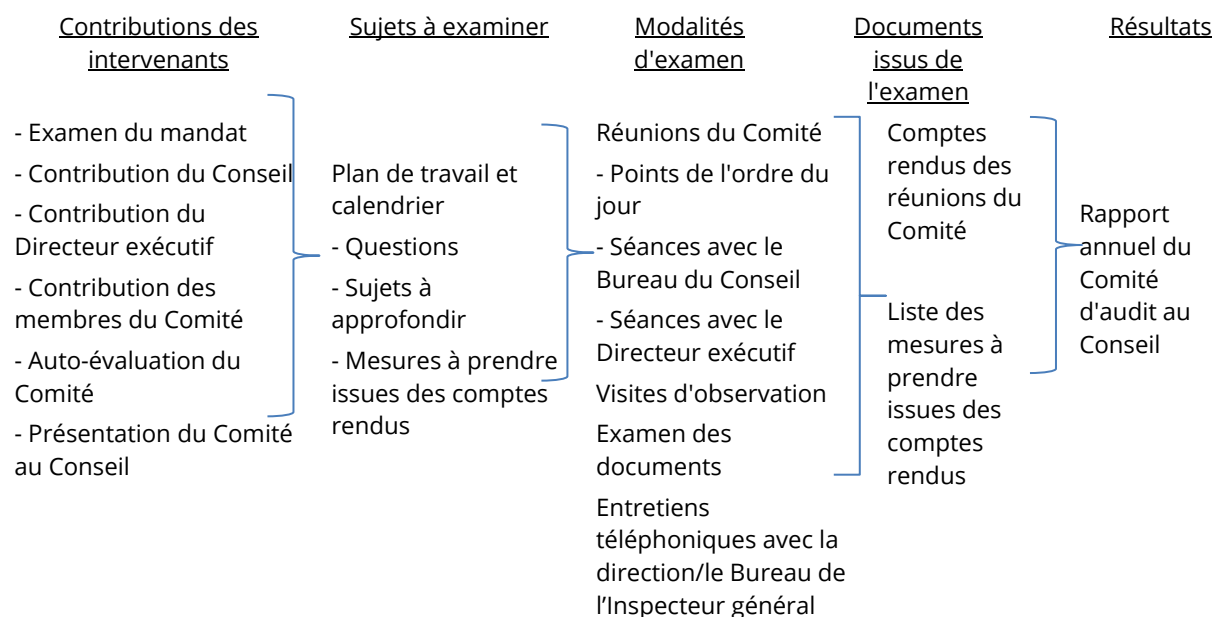 Contributions des
intervenants
- Examen du mandat
- Contribution du Conseil
- Contribution du
Directeur exécutif
- Contribution des
membres du Comité
- Auto-évaluation du
Comité
- Présentation du Comité
au Conseil
Sujets à examiner
Plan de travail et
calendrier
- Questions
- Sujets à
approfondir
- Mesures à prendre
issues des comptes
rendus
Modalités
d'examen
Réunions du Comité
- Points de l'ordre du
jour
- Séances avec le
Bureau du Conseil
- Séances avec le
Directeur exécutif
Visites d'observation
Examen des
documents
Entretiens
téléphoniques avec la
direction/le Bureau de
l’Inspecteur général
Documents
issus de
l'examen
Comptes
rendus des
réunions du
Comité
Liste des
mesures à
prendre
issues des
comptes
rendus
Résultats
Rapport
annuel du
Comité
d'audit au
Conseil